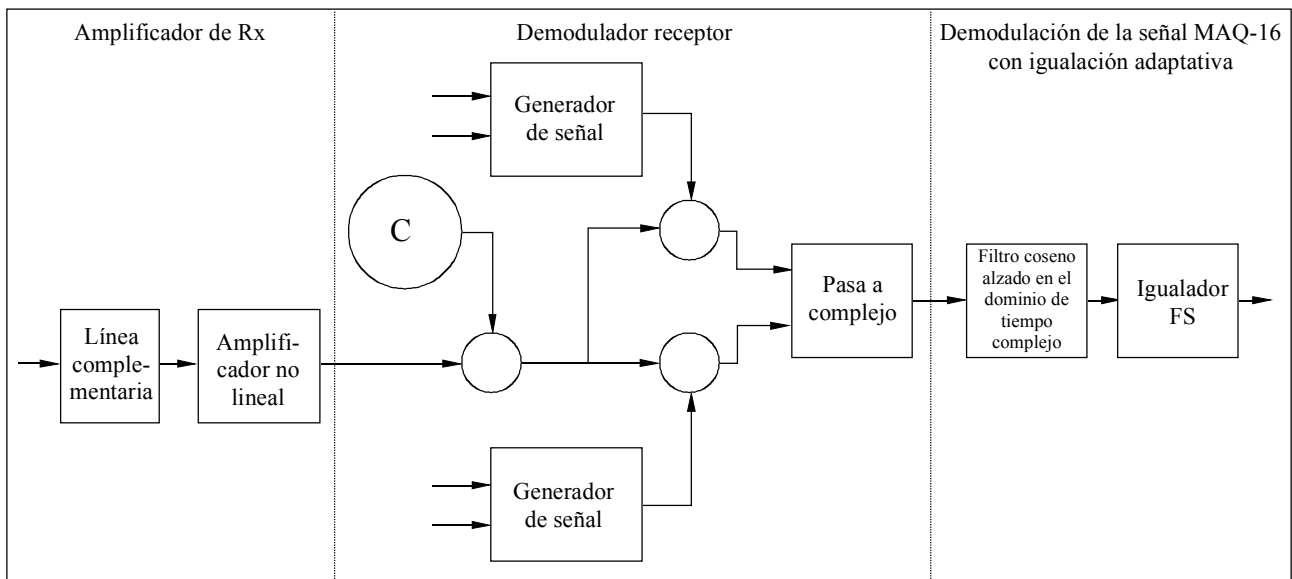 Amplificador de Rx
Demodulador receptor
Demodulación de la señal MAQ-16
con igualación adaptativa
Generador
de señal
C
Línea
comple-
mentaria
Amplifi-
cador no
lineal
Generador
de señal
Pasa a
complejo
Filtro coseno
alzado en el
dominio de
tiempo
complejo
Igualador
FS